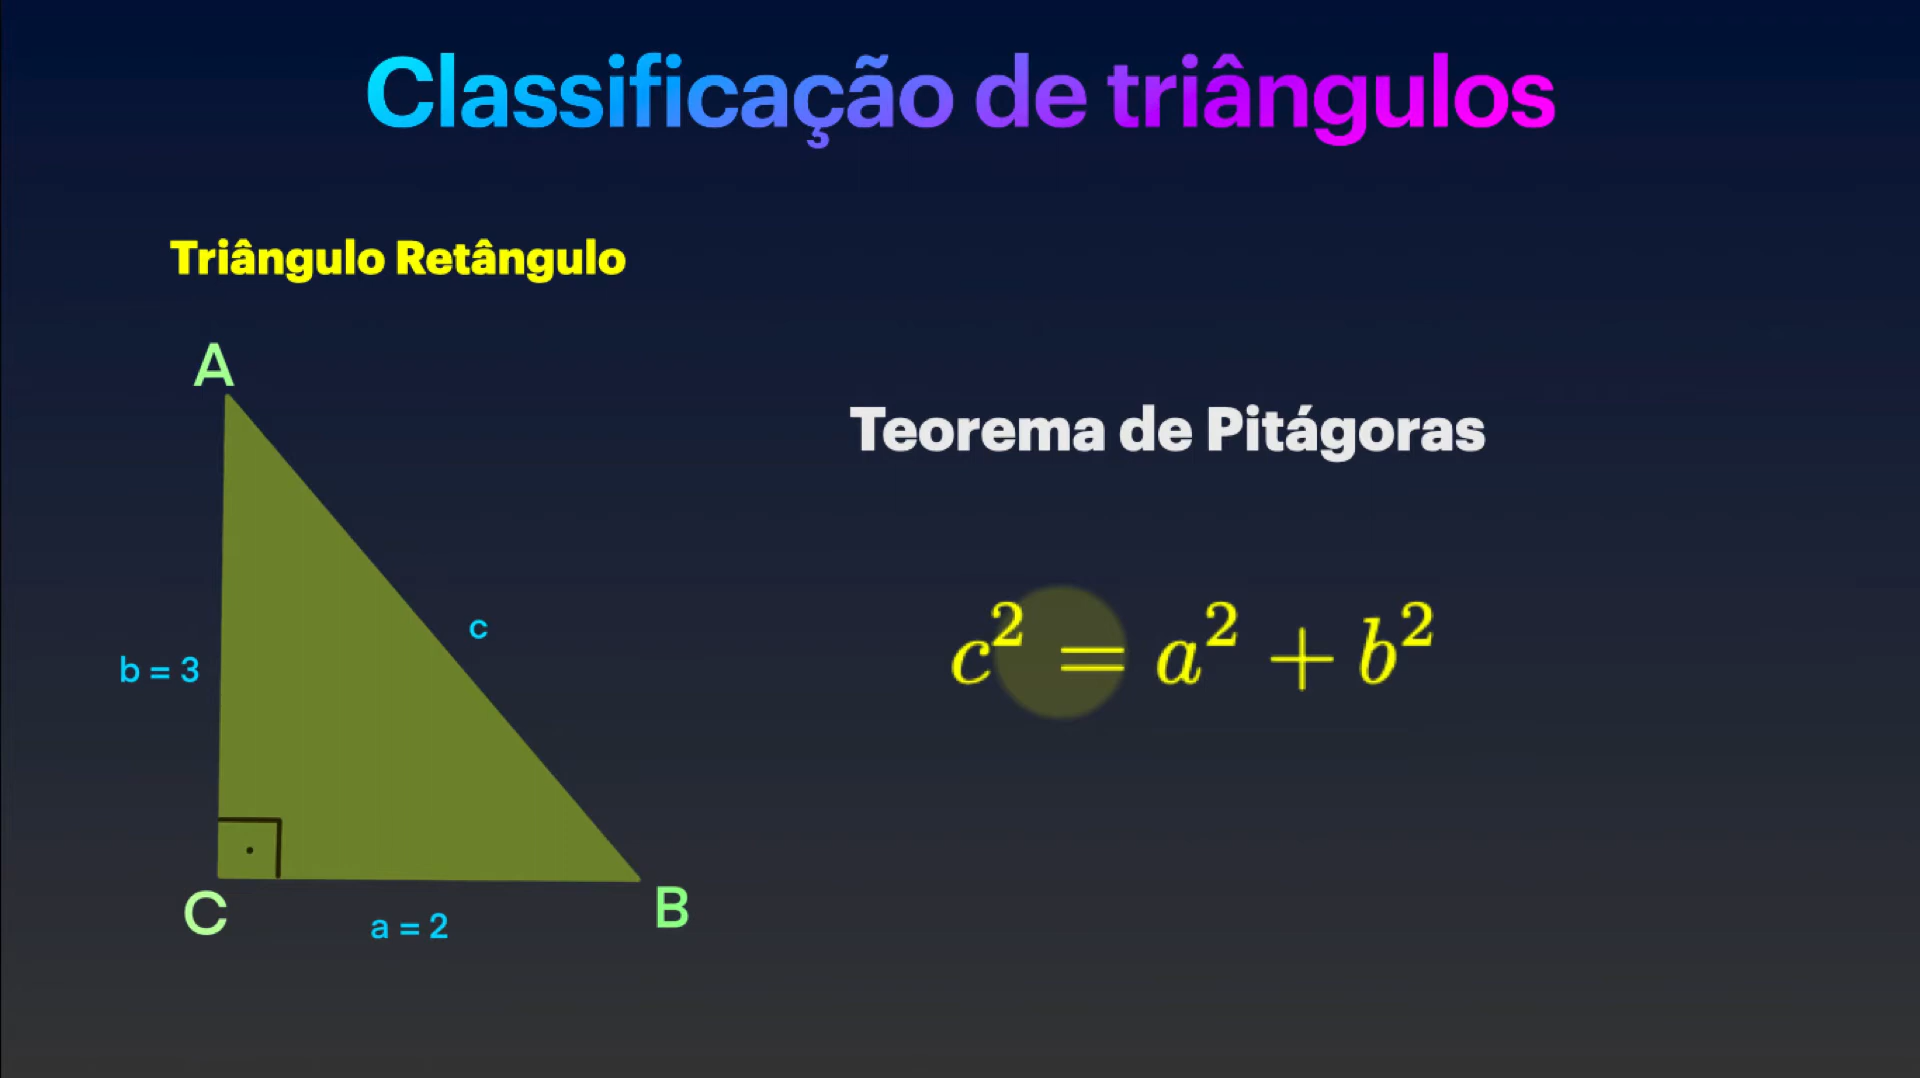 Classificação de triângulos
Triângulo Retângulo
A
Teorema de Pitágoras
c
b = 3
c² = a² + b²
C
B
a = 2